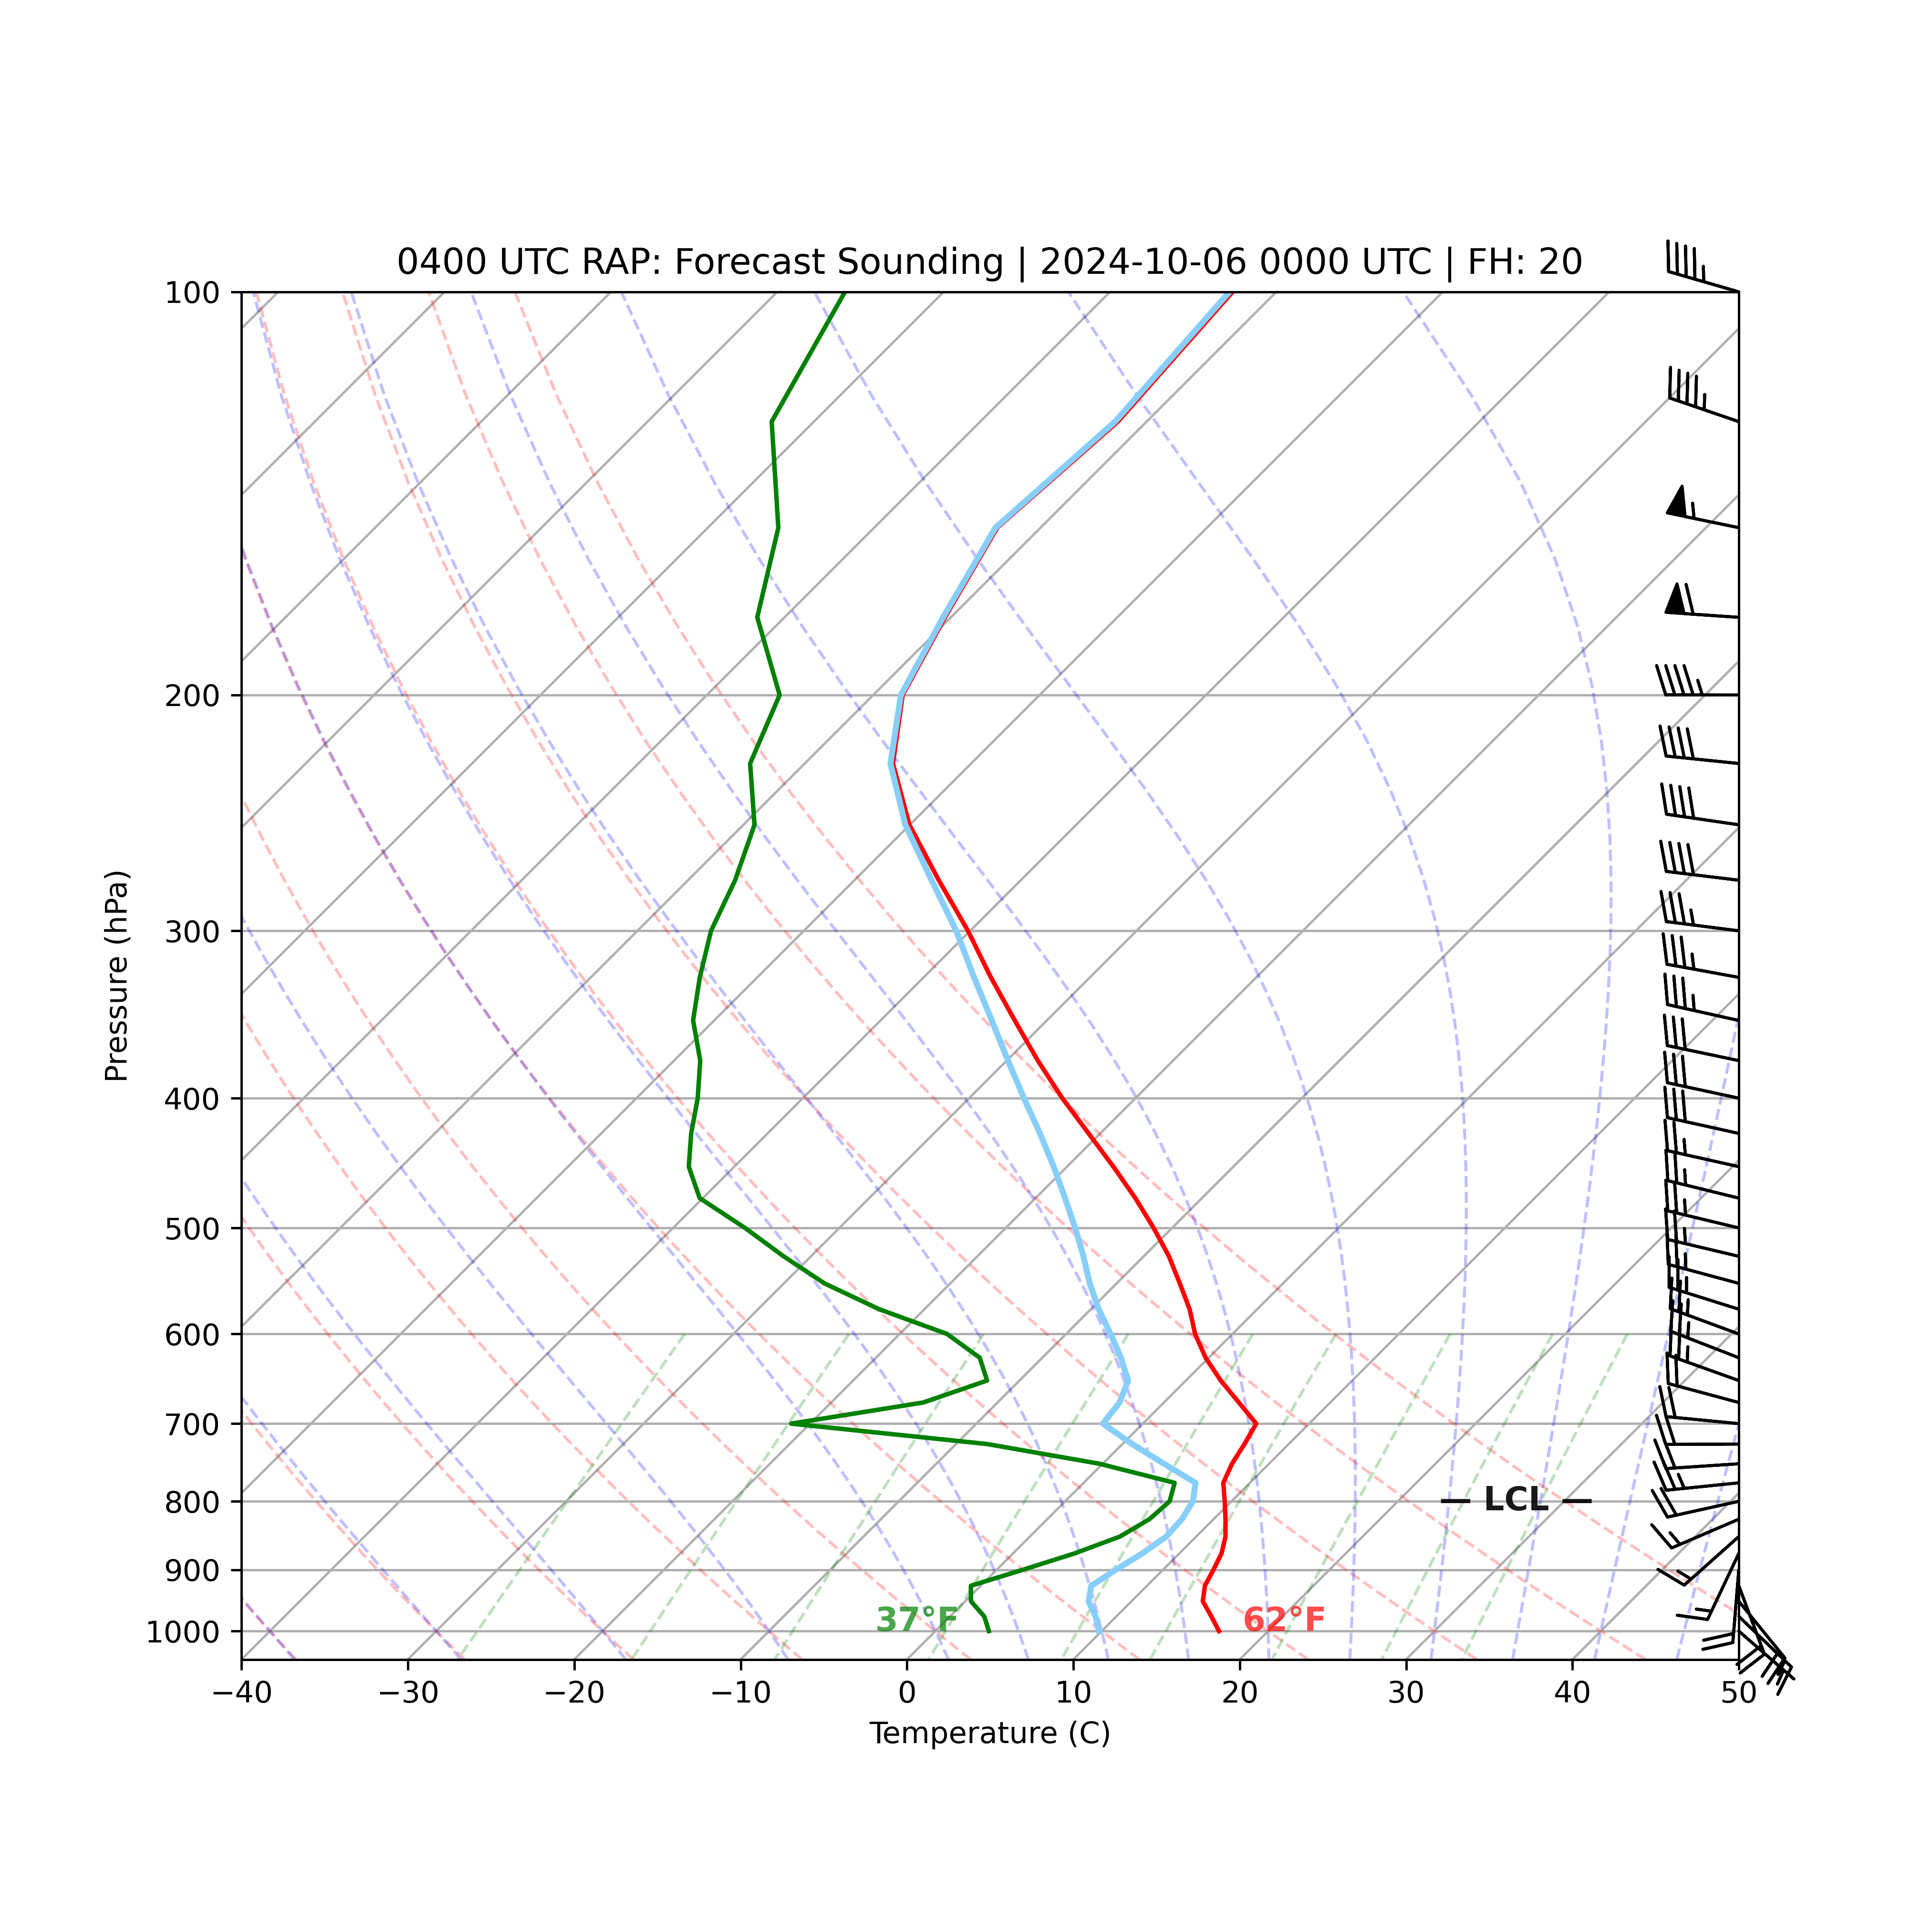 0400 UTC RAP: Forecast Sounding | 2024-10-06 0000 UTC | FH: 20
100
200
300
400
500
600
700
800
900
1000
Pressure (hPa)
— LCL —
37°F
62°F
−40 −30 −20 −10 0 10 20 30 40 50
Temperature (C)